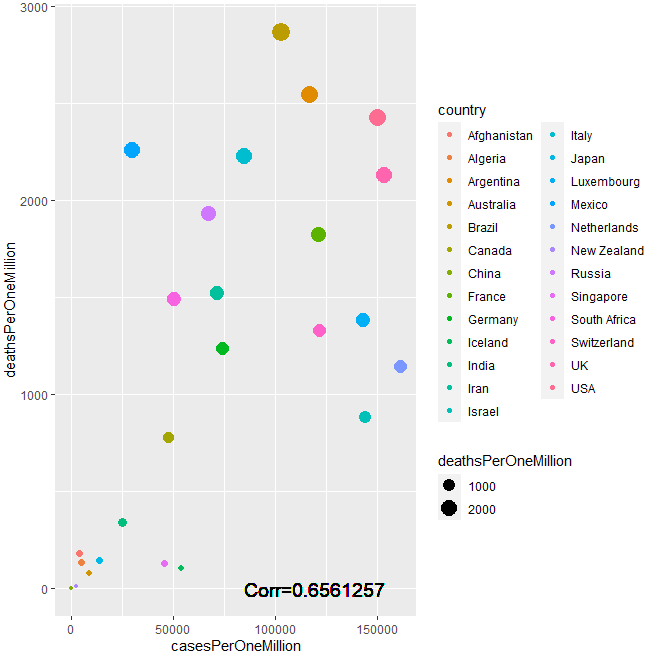 3000
2000
1000
0
deathsPerOneMillion
Corr=0.6561257
0 50000 100000 150000
casesPerOneMillion
country
Afghanistan
Algeria
Argentina
Australia
Brazil
Canada
China
France
Germany
Iceland
India
Iran
Israel
Italy
Japan
Luxembourg
Mexico
Netherlands
New Zealand
Russia
Singapore
South Africa
Switzerland
UK
USA
deathsPerOneMillion
1000
2000